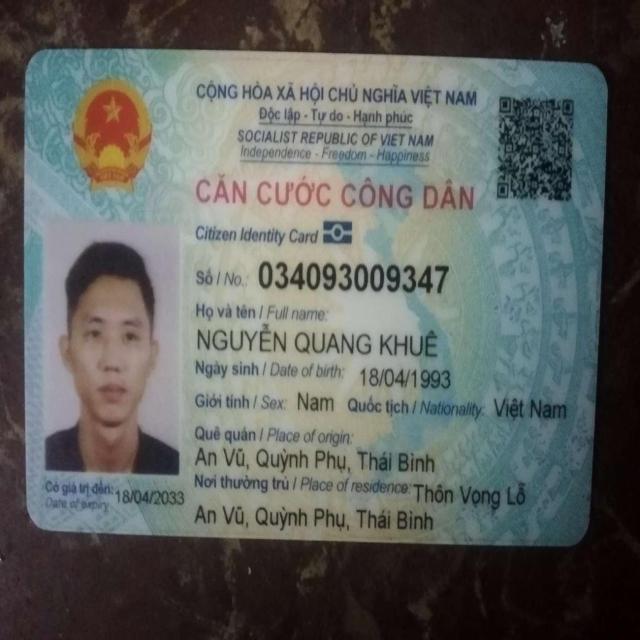 CỘNG HÒA XÃ HỘI CHỦ NGHĨA VIỆT NAM
Độc lập - Tự do - Hạnh phúc
SOCIALIST REPUBLIC OF VIET NAM
Independence - Freedom - Happiness
CĂN CƯỚC CÔNG DÂN
Citizen Identity Card
Số / No.: 034093009347
Họ và tên / Full name:
NGUYỄN QUANG KHUÊ
Ngày sinh / Date of birth: 18/04/1993
Giới tính / Sex: Nam Quốc tịch / Nationality: Việt Nam
Quê quán / Place of origin:
An Vũ, Quỳnh Phụ, Thái Bình
Nơi thường trú / Place of residence: Thôn Vọng Lỗ
An Vũ, Quỳnh Phụ, Thái Bình
Có giá trị đến: 18/04/2033
Date of expiry